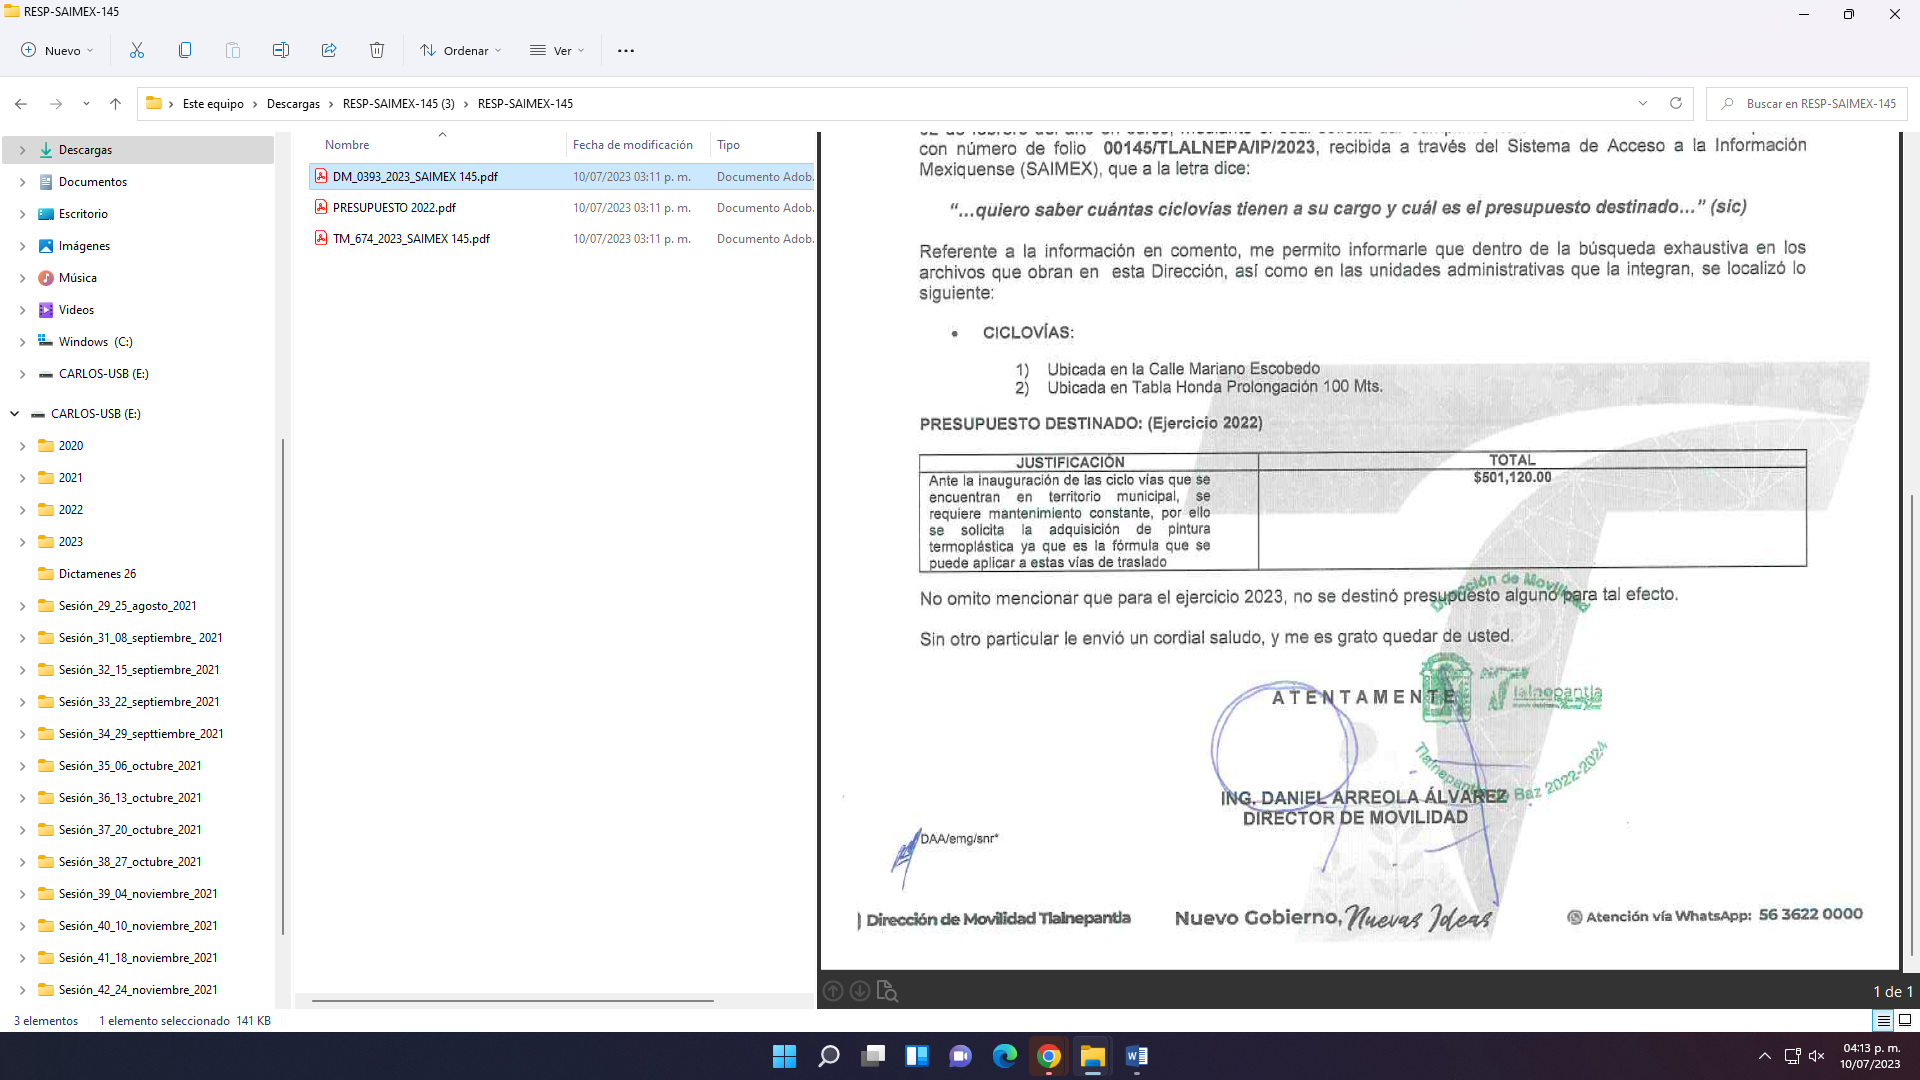 RESP-SAIMEX-145
Nuevo
Ordenar
Ver
Este equipo > Descargas > RESP-SAIMEX-145 (3) > RESP-SAIMEX-145
Buscar en RESP-SAIMEX-145
Descargas
Documentos
Escritorio
Imágenes
Música
Videos
Windows (C:)
CARLOS-USB (E:)
CARLOS-USB (E:)
2020
2021
2022
2023
Dictamenes 26
Sesión_29_25_agosto_2021
Sesión_31_08_septiembre_ 2021
Sesión_32_15_septiembre_2021
Sesión_33_22_septiembre_2021
Sesión_34_29_septtiembre_2021
Sesión_35_06_octubre_2021
Sesión_36_13_octubre_2021
Sesión_37_20_octubre_2021
Sesión_38_27_octubre_2021
Sesión_39_04_noviembre_2021
Sesión_40_10_noviembre_2021
Sesión_41_18_noviembre_2021
Sesión_42_24_noviembre_2021
Nombre Fecha de modificación Tipo
DM_0393_2023_SAIMEX 145.pdf 10/07/2023 03:11 p. m. Documento Adob.
PRESUPUESTO 2022.pdf 10/07/2023 03:11 p. m. Documento Adob.
TM_674_2023_SAIMEX 145.pdf 10/07/2023 03:11 p. m. Documento Adob.
con número de folio 00145/TLALNEPA/IP/2023, recibida a través del Sistema de Acceso a la Información
Mexiquense (SAIMEX), que a la letra dice:
“...quiero saber cuántas ciclovías tienen a su cargo y cuál es el presupuesto destinado...” (sic)
Referente a la información en comento, me permito informarle que dentro de la búsqueda exhaustiva en los
archivos que obran en esta Dirección, así como en las unidades administrativas que la integran, se localizó lo
siguiente:
• CICLOVÍAS:
1) Ubicada en la Calle Mariano Escobedo
2) Ubicada en Tabla Honda Prolongación 100 Mts.
PRESUPUESTO DESTINADO: (Ejercicio 2022)
JUSTIFICACIÓN TOTAL
Ante la inauguración de las ciclo vías que se $501,120.00
encuentran en territorio municipal, se
requiere mantenimiento constante, por ello
se solicita la adquisición de pintura
termoplástica ya que es la fórmula que se
puede aplicar a estas vías de traslado
No omito mencionar que para el ejercicio 2023, no se destinó presupuesto alguno para tal efecto.
Sin otro particular le envió un cordial saludo, y me es grato quedar de usted.
Dirección de Movilidad
Tlalnepantla
Tlalnepantla de Baz 2022-2024
A T E N T A M E N T E
ING. DANIEL ARREOLA ÁLVAREZ
DIRECTOR DE MOVILIDAD
DAA/emg/snr*
Dirección de Movilidad Tlalnepantla
Nuevo Gobierno, Nuevas Ideas
Atención vía WhatsApp: 56 3622 0000
1 de 1
3 elementos 1 elemento seleccionado 141 KB
04:13 p. m.
10/07/2023